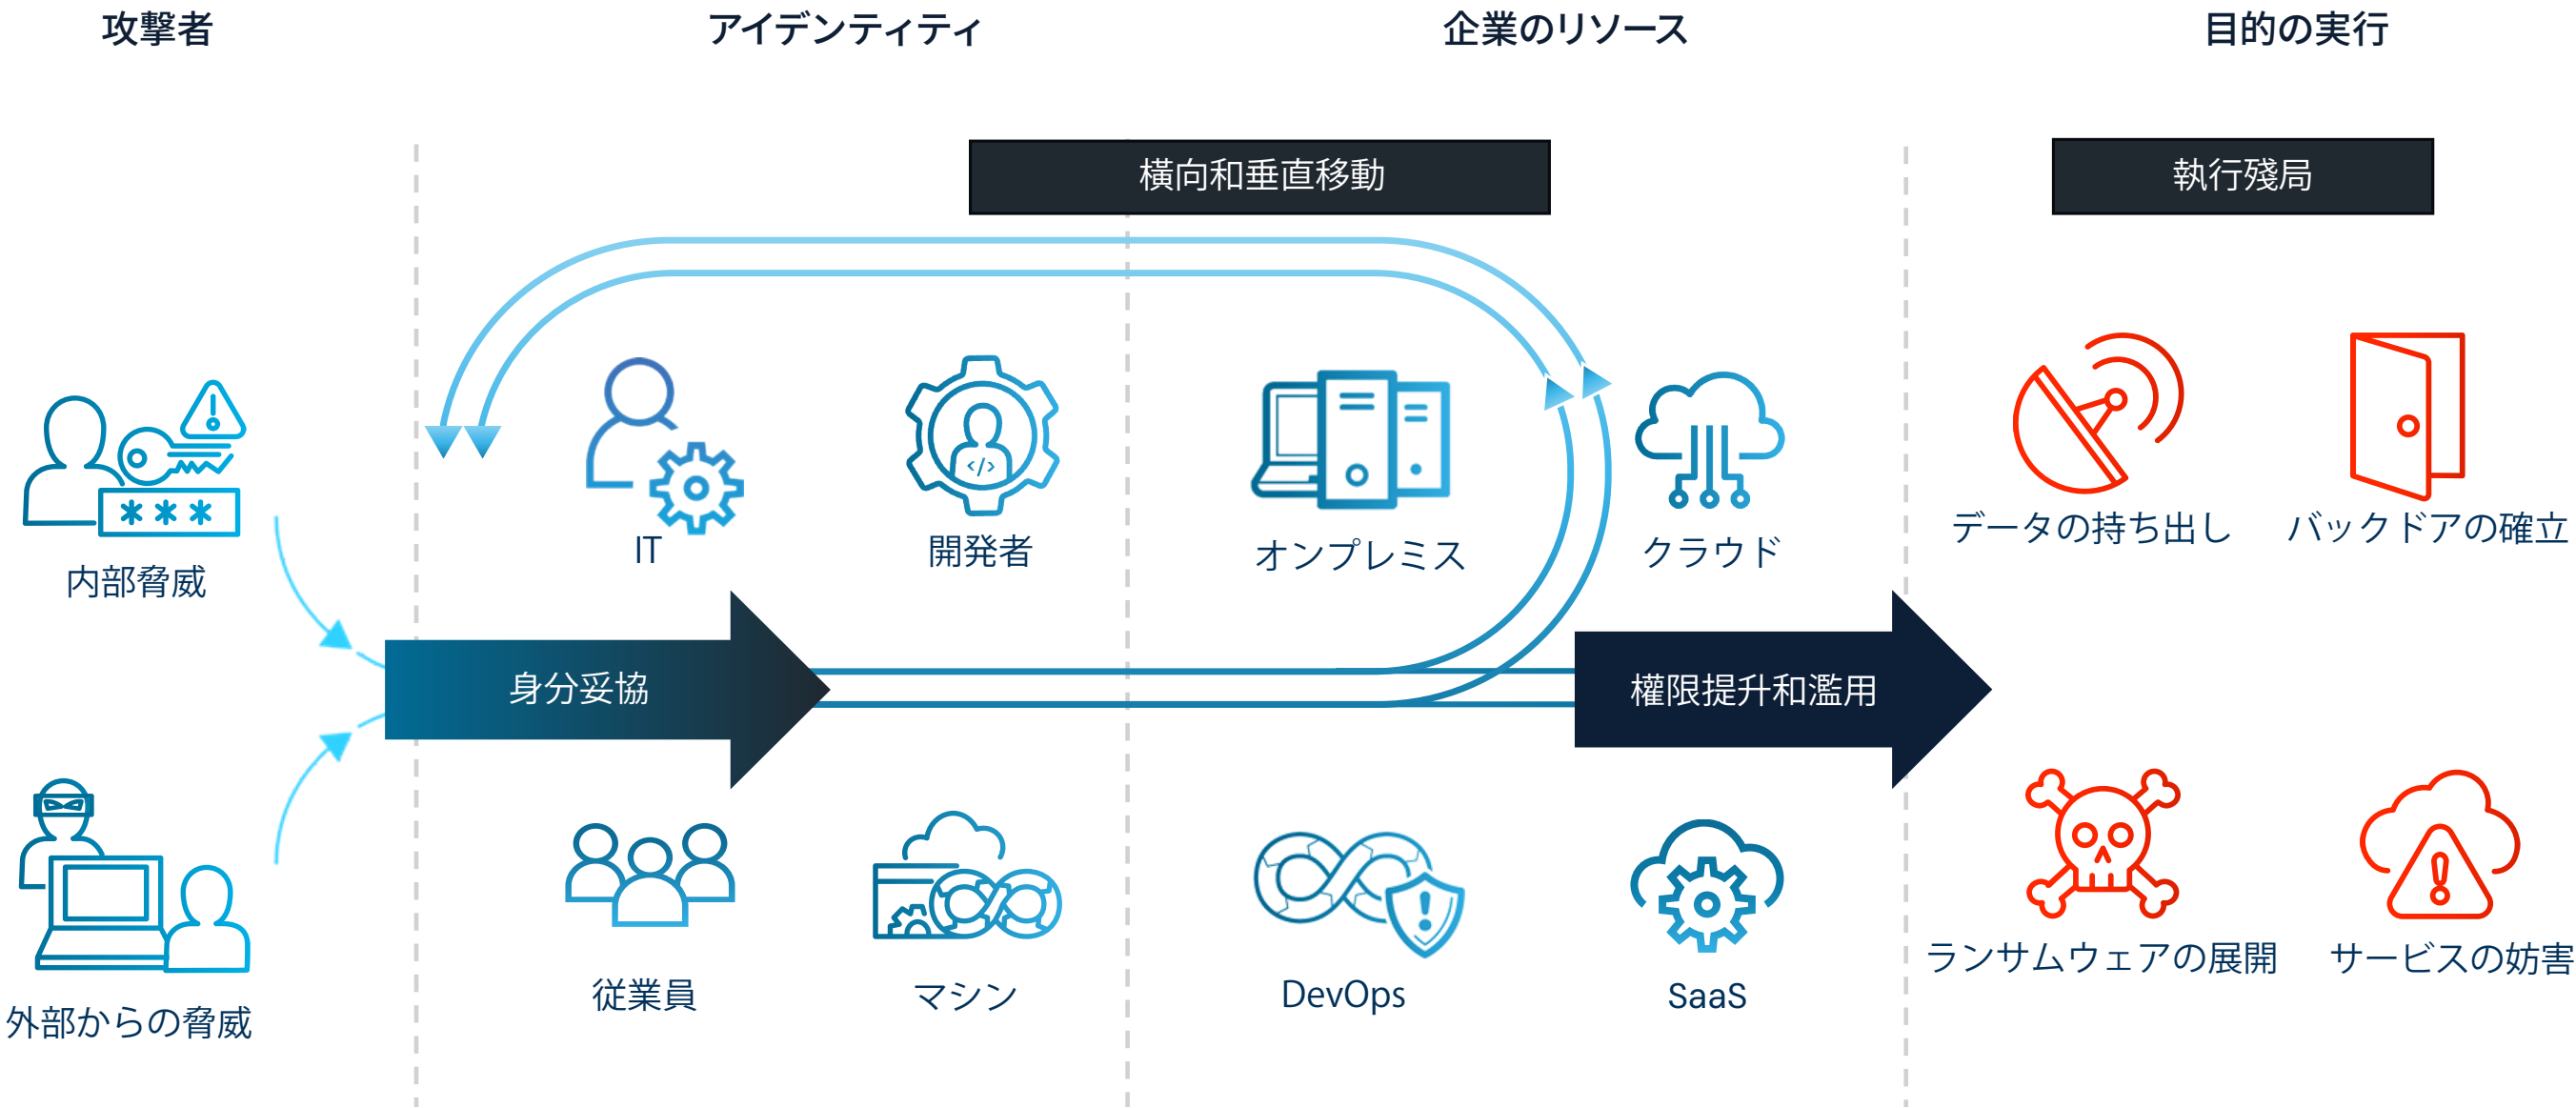 攻撃者
アイデンティティ
企業のリソース
目的の実行
橫向和垂直移動
執行殘局
IT
開発者
オンプレミス
クラウド
データの持ち出し
バックドアの確立
内部脅威
身分妥協
權限提升和濫用
従業員
マシン
DevOps
SaaS
ランサムウェアの展開
サービスの妨害
外部からの脅威